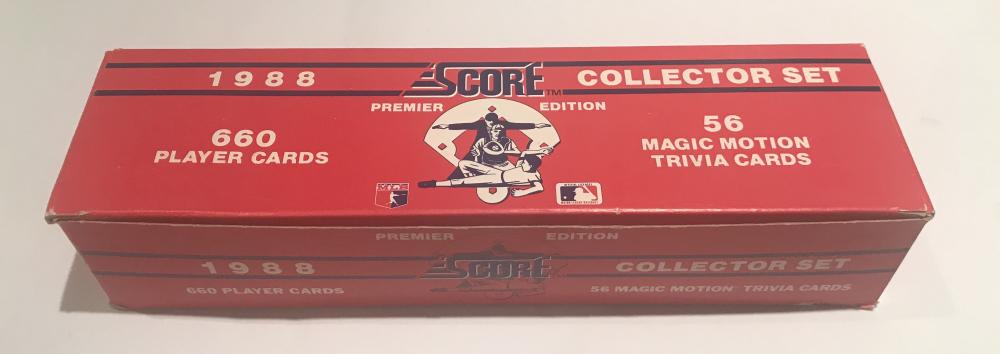 1988 SCORE™ COLLECTOR SET
PREMIER EDITION
660
PLAYER CARDS
56
MAGIC MOTION
TRIVIA CARDS
PREMIER EDITION
1988 SCORE COLLECTOR SET
660 PLAYER CARDS
56 MAGIC MOTION TRIVIA CARDS